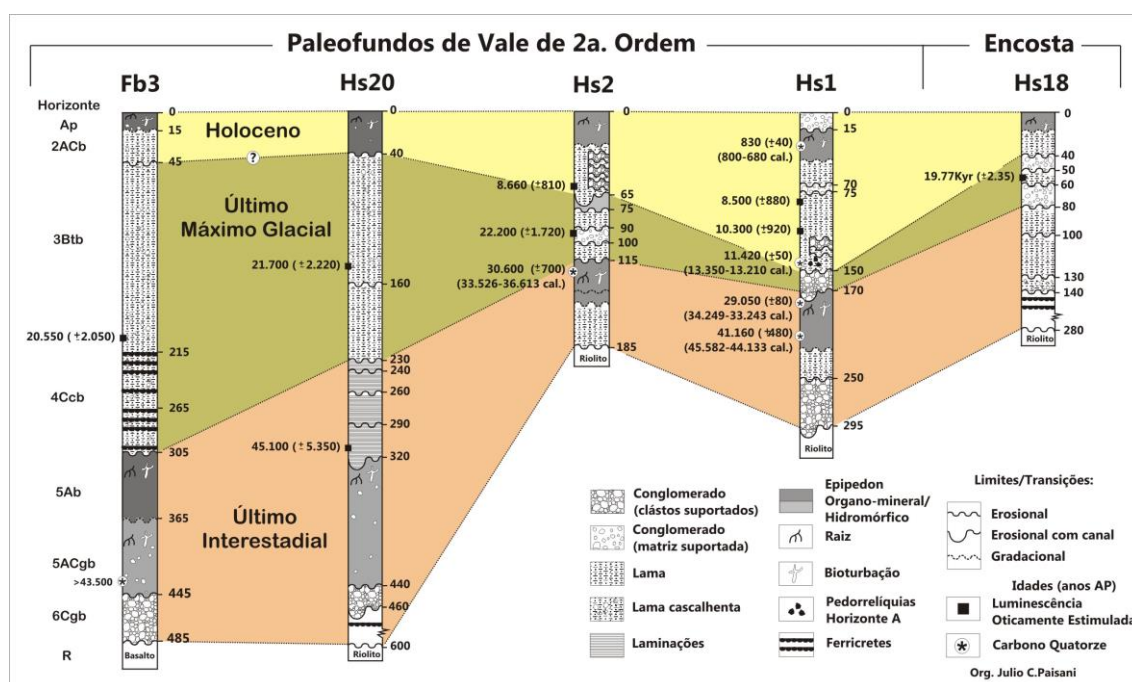 Paleofundos de Vale de 2a. Ordem
Encosta
Fb3
Hs20
Hs2
Hs1
Hs18
Horizonte
Ap
2ACb
3Btb
4Ccb
5Ab
5ACgb
>43.500
6Cgb
R
0
15
45
20.550 (±2.050)
215
265
305
365
445
485
Basalto
Holoceno
?
Último
Máximo Glacial
Último
Interestadial
0
40
21.700 (±2.220)
160
230
240
260
290
45.100 (±5.350)
320
440
460
600
Riolito
0
8.660 (±810)
65
75
22.200 (±1.720)
90
100
115
30.600 (±700)
(33.526-36.613 cal.)
185
Riolito
0
15
830 (±40)
(800-680 cal.)
70
75
8.500 (±880)
10.300 (±920)
11.420 (±50)
(13.350-13.210 cal.)
150
170
29.050 (±80)
(34.249-33.243 cal.)
41.160 (±480)
(45.582-44.133 cal.)
250
295
Riolito
0
40
19.77Kyr (±2.35)
50
60
80
100
130
140
280
Riolito
Conglomerado
(clástos suportados)
Conglomerado
(matriz suportada)
Lama
Lama cascalhenta
Laminações
Epipedon
Organo-mineral/
Hidromórfico
Raiz
Bioturbação
Pedorrelíquias
Horizonte A
Ferricretes
Limites/Transições:
Erosional
Erosional com canal
Gradacional
Idades (anos AP)
Luminescência
Oticamente Estimulada
Carbono Quatorze
Org. Julio C.Paisani